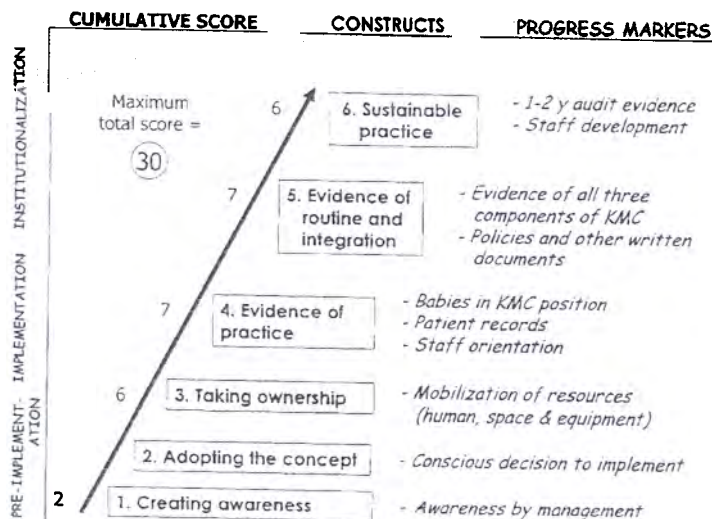 CUMULATIVE SCORE CONSTRUCTS PROGRESS MARKERS
PRE-IMPLEMENT-
ATION
IMPLEMENTATION
INSTITUTIONALIZATION
Maximum
total score =
30
6
6. Sustainable
practice
- 1-2 y audit evidence
- Staff development
7
5. Evidence of
routine and
integration
- Evidence of all three
components of KMC
- Policies and other written
documents
7
4. Evidence of
practice
- Babies in KMC position
- Patient records
- Staff orientation
6
3. Taking ownership
- Mobilization of resources
(human, space & equipment)
2. Adopting the concept
- Conscious decision to implement
2
1. Creating awareness
- Awareness by management